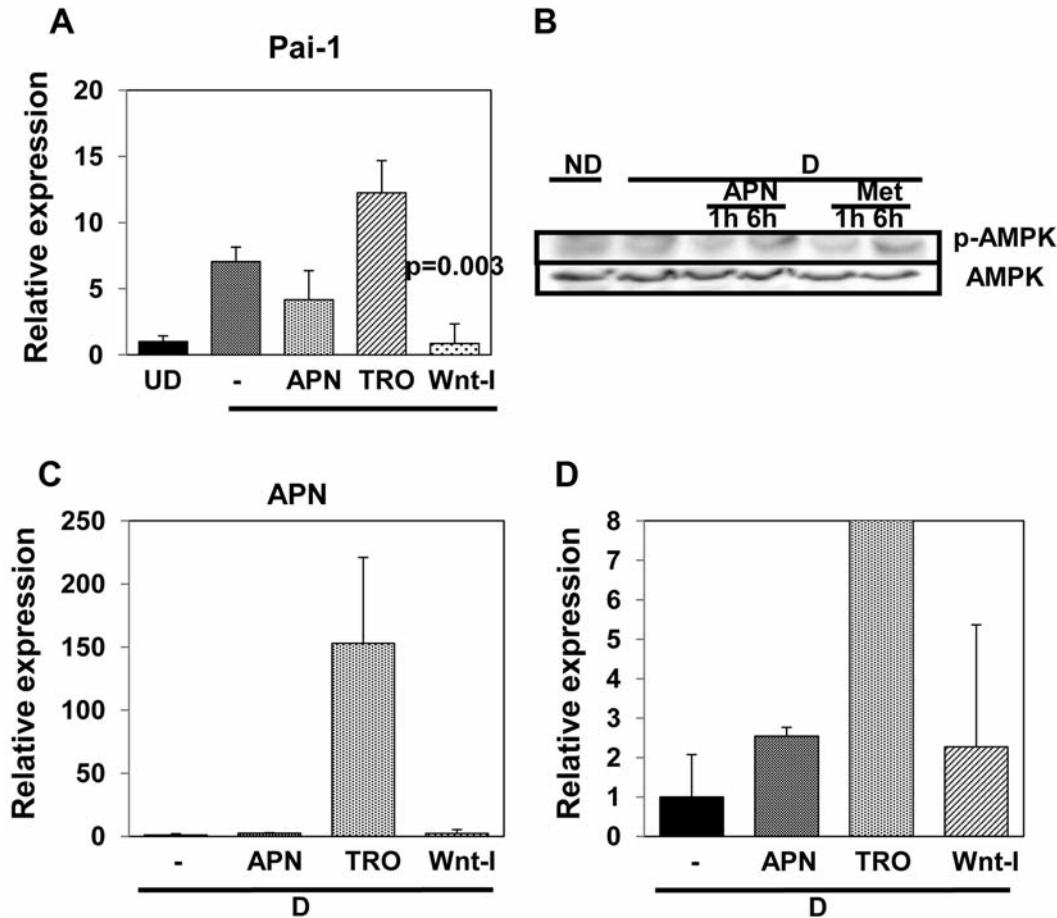 A
Pai-1
Relative expression
20
15
10
5
0
p=0.003
UD - APN TRO Wnt-I
B
ND D
APN Met
1h 6h 1h 6h
p-AMPK
AMPK
C
APN
Relative expression
250
200
150
100
50
0
- APN TRO Wnt-I
D
D
Relative expression
8
7
6
5
4
3
2
1
0
- APN TRO Wnt-I
D